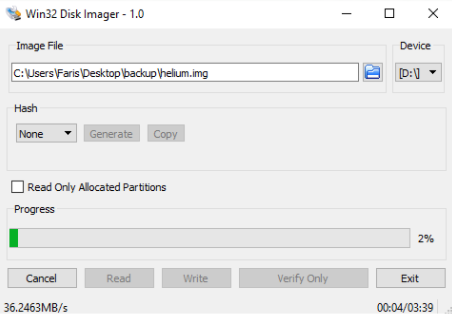 Win32 Disk Imager - 1.0
Image File
Device
C:\Users\Faris\Desktop\backup\helium.img
[D:\]
Hash
None
Generate
Copy
Read Only Allocated Partitions
Progress
2%
Cancel
Read
Write
Verify Only
Exit
36.2463MB/s
00:04/03:39